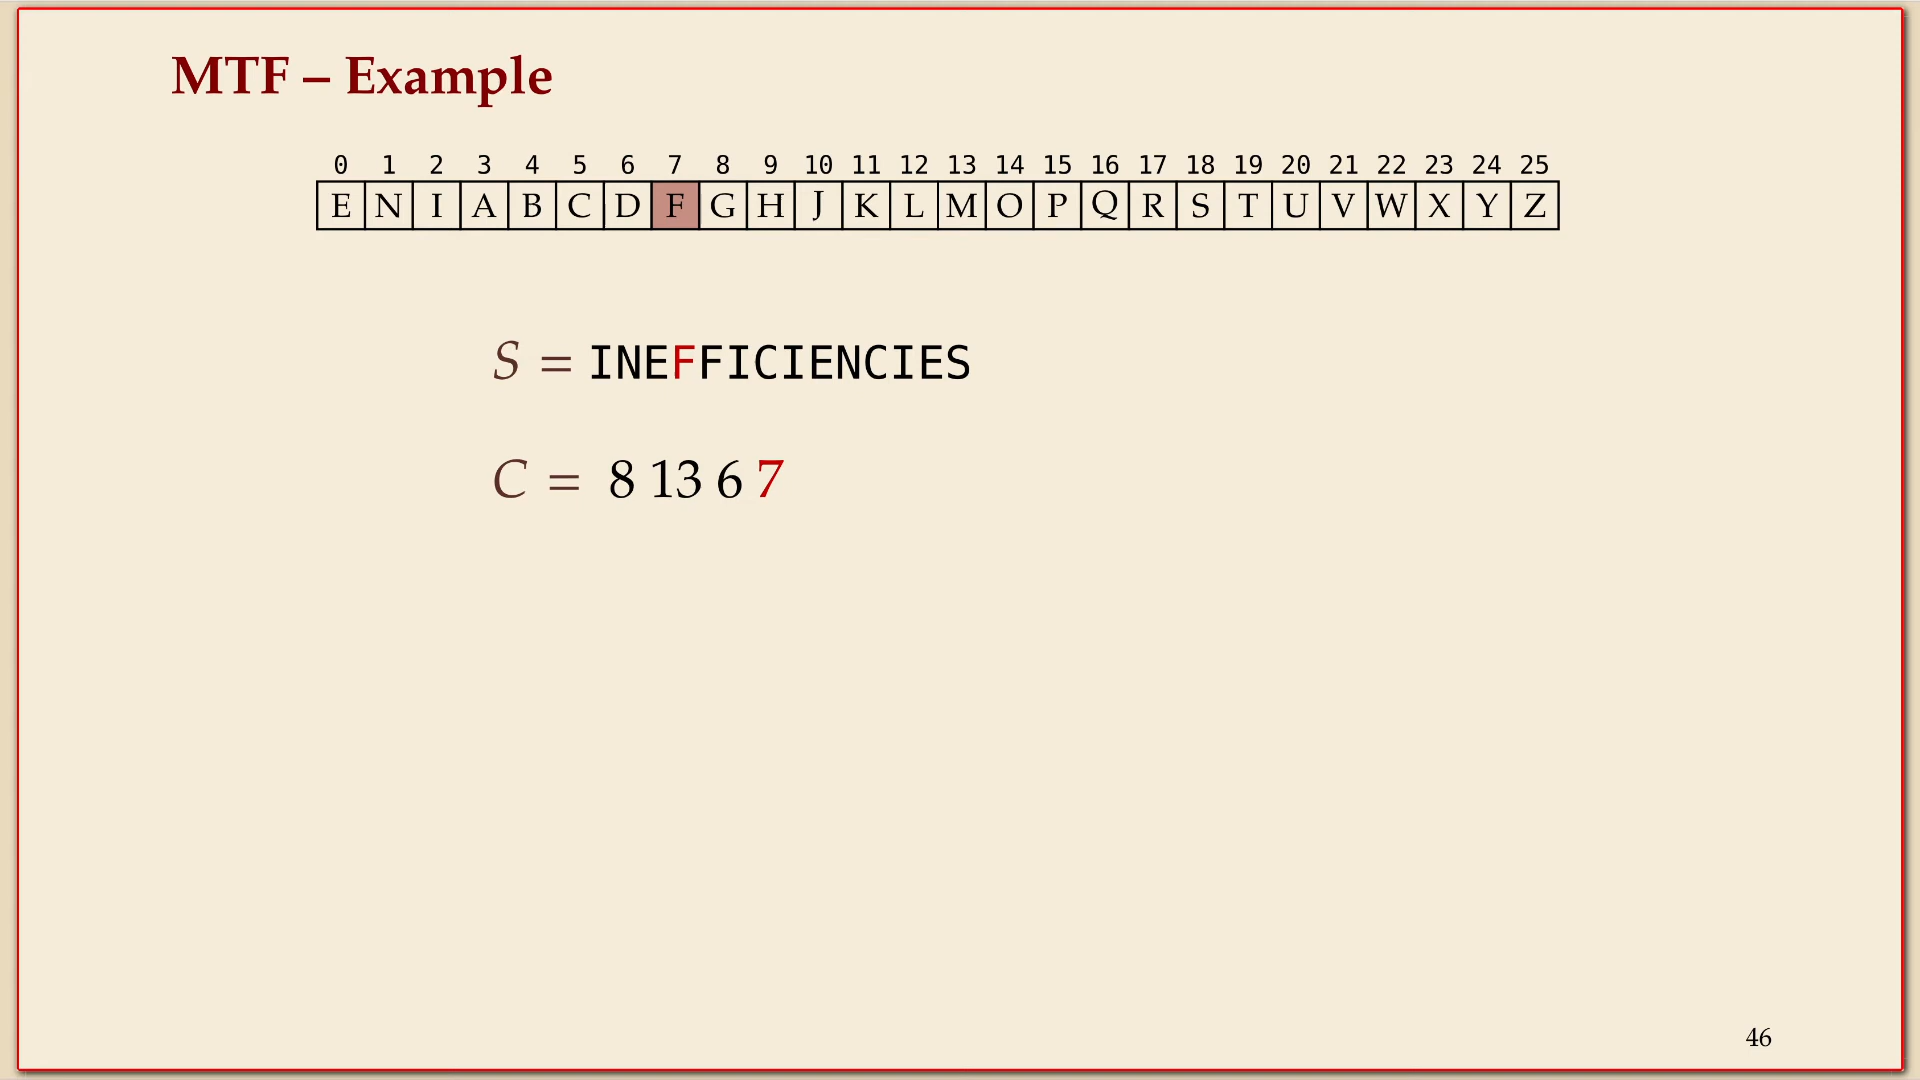 MTF – Example
0 1 2 3 4 5 6 7 8 9 10 11 12 13 14 15 16 17 18 19 20 21 22 23 24 25
E N I A B C D F G H J K L M O P Q R S T U V W X Y Z
S = INEFFICIENCIES
C = 8 13 6 7
46